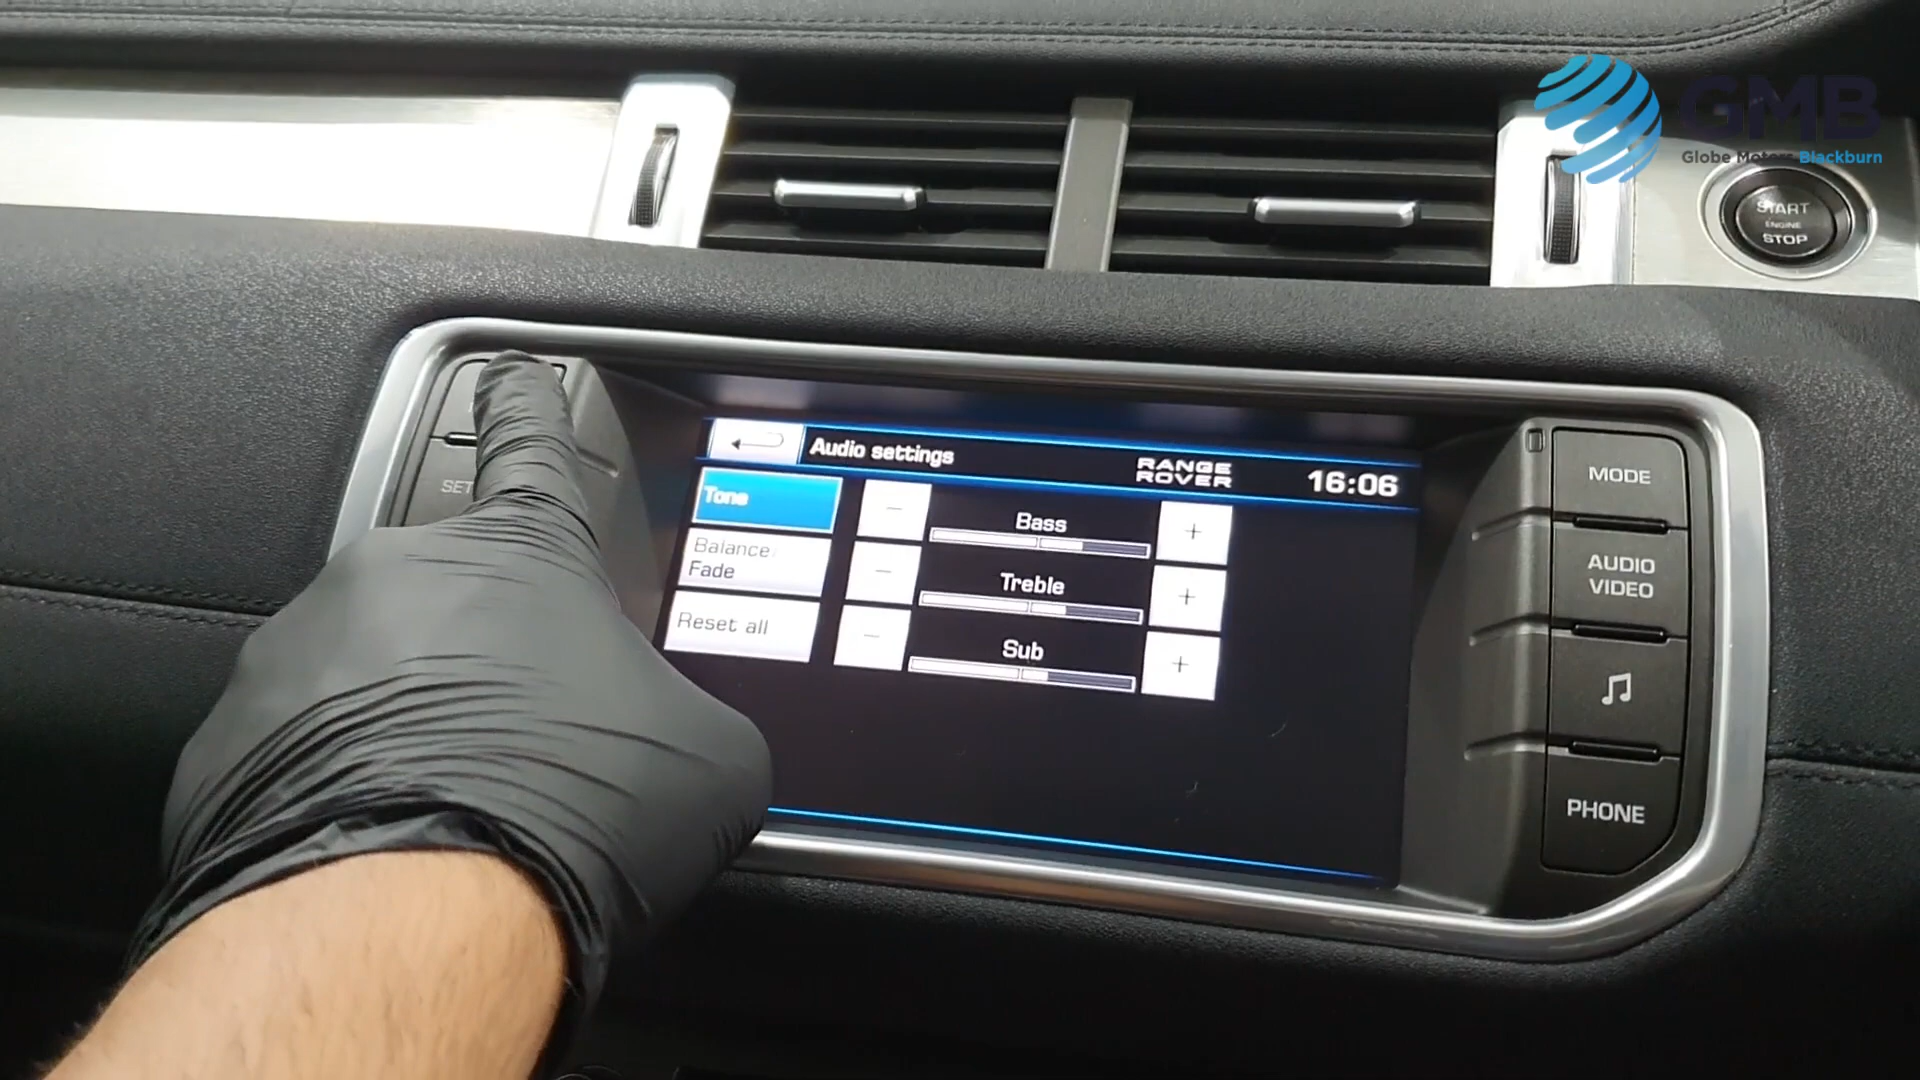 GMB
Globe Motors Blackburn
START
ENGINE
STOP
Audio settings
RANGE
ROVER
16:06
MODE
SET
Tone
Bass
Balance
Fade
Treble
AUDIO
VIDEO
Reset all
Sub
PHONE